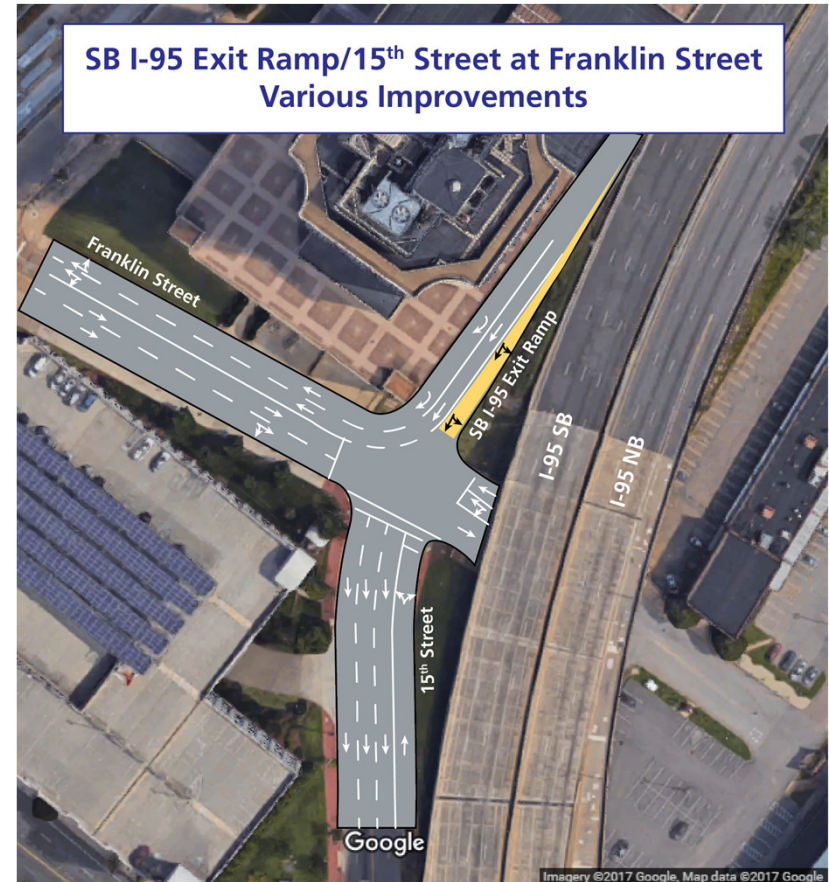 SB I-95 Exit Ramp/15th Street at Franklin Street
Various Improvements
Franklin Street
SB I-95 Exit Ramp
I-95 SB
I-95 NB
15th Street
Google
Imagery ©2017 Google, Map data ©2017 Google